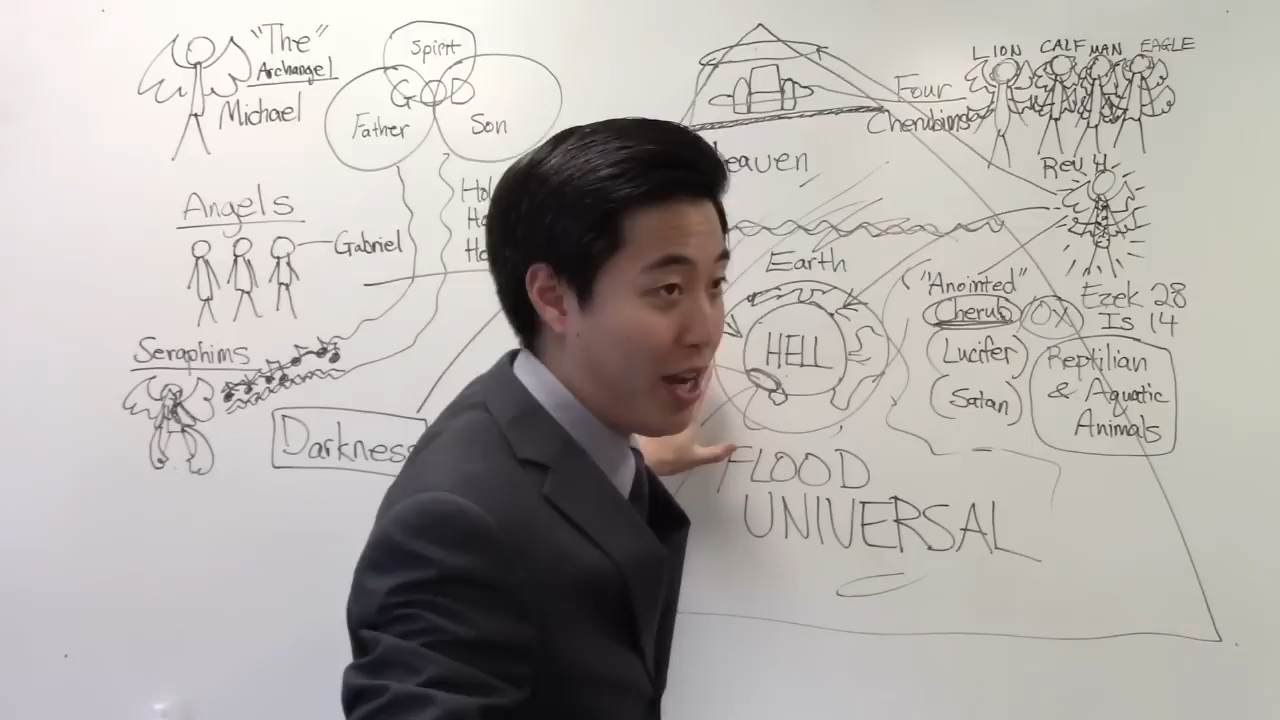 "The"
Archangel
Michael
Spirit
GOD
Father
Son
Angels
Gabriel
Seraphims
Darkness
Four
Cherubims
LION
CALF
MAN
EAGLE
Rev 4
Earth
HELL
"Anointed"
Cherub
OX
Lucifer
(Satan)
Ezek 28
Is 14
Reptilian
& Aquatic
Animals
FLOOD
UNIVERSAL